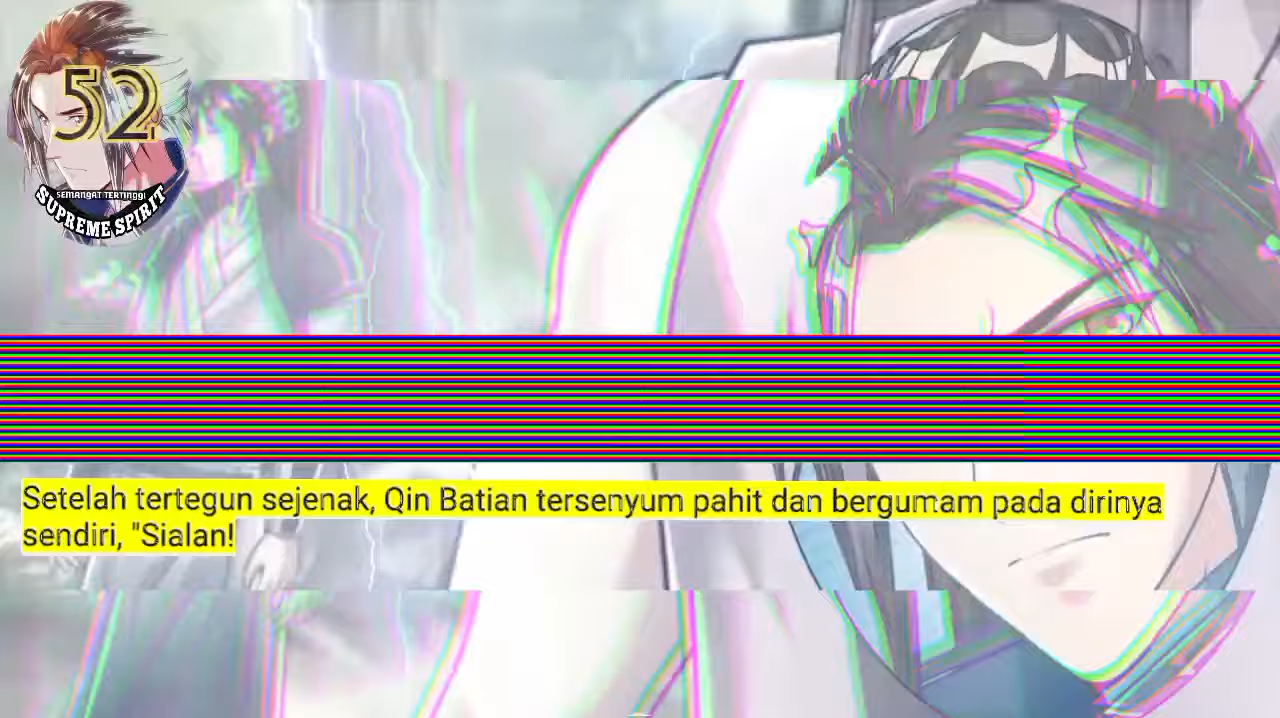 52
SEMANGAT TERTINGGI
SUPREME SPIRIT
Setelah tertegun sejenak, Qin Batian tersenyum pahit dan bergumam pada dirinya
sendiri, "Sialan!